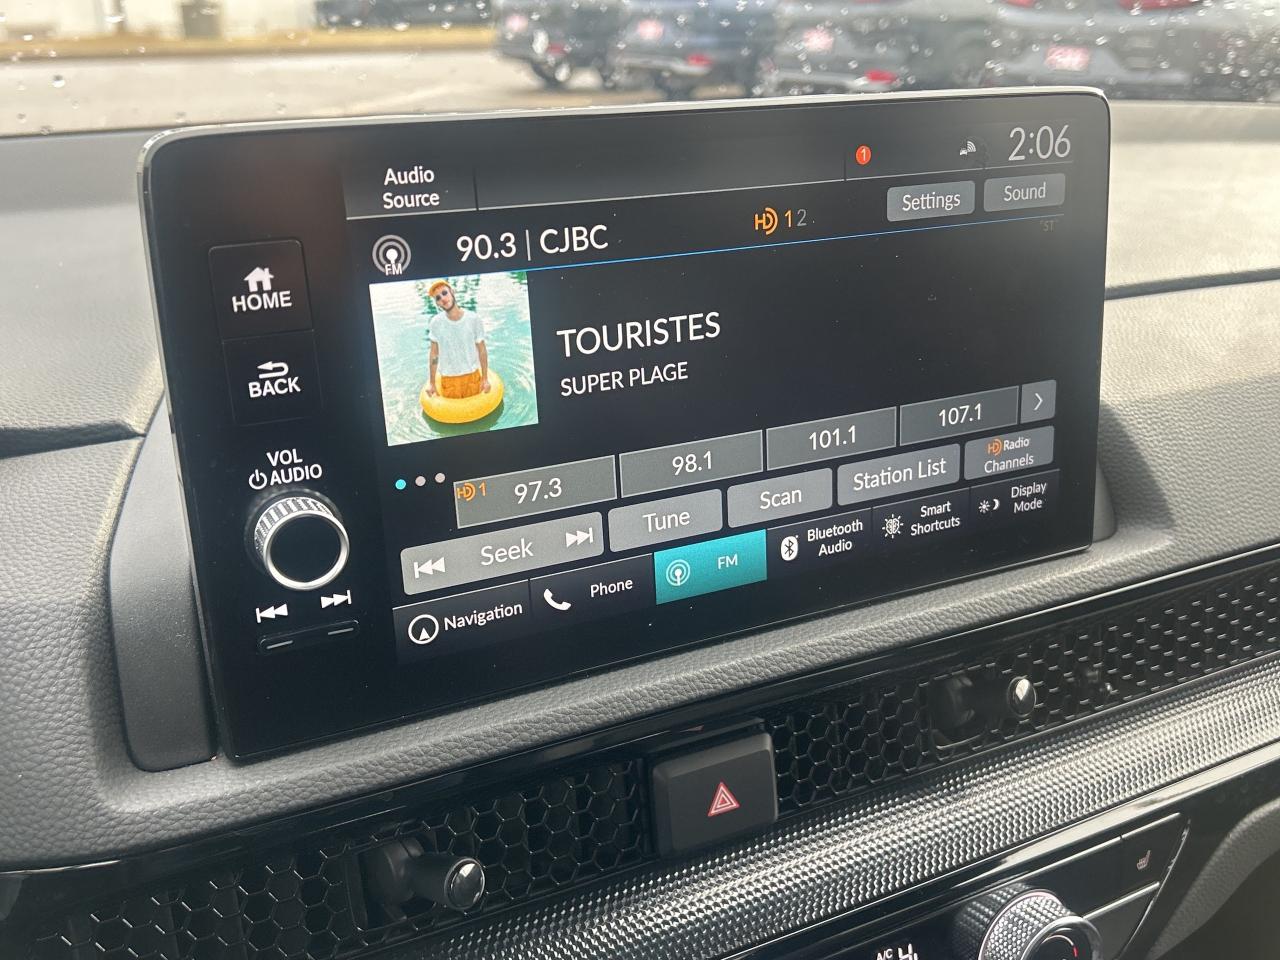 Audio
Source
1
2:06
Settings
Sound
FM
90.3 | CJBC
HD 1 2
"ST"
HOME
BACK
TOURISTES
SUPER PLAGE
VOL
AUDIO
HD 1
97.3
98.1
101.1
107.1
Seek
Tune
Scan
Station List
HD Radio
Channels
Navigation
Phone
FM
Bluetooth
Audio
Smart
Shortcuts
Display
Mode
A/C